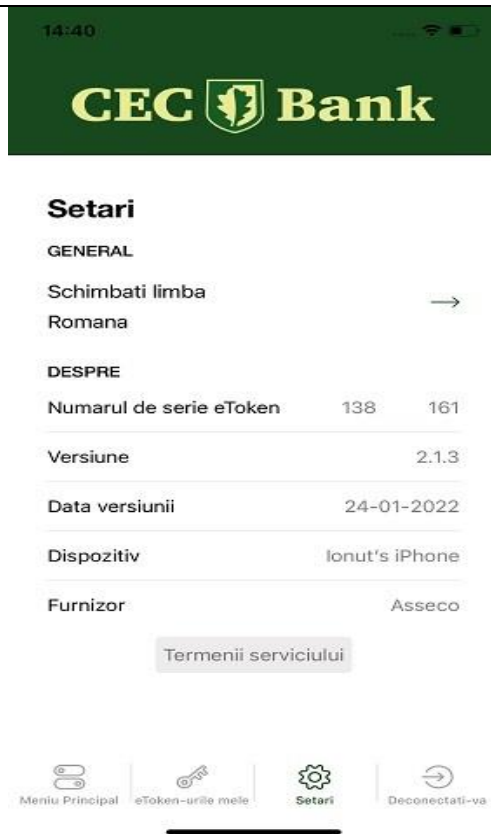 14:40
CEC Bank
Setari
GENERAL
Schimbati limba
Romana
DESPRE
Numarul de serie eToken 138 161
Versiune 2.1.3
Data versiunii 24-01-2022
Dispozitiv Ionut's iPhone
Furnizor Asseco
Termenii serviciului
Meniu Principal eToken-urile mele Setari Deconectati-va